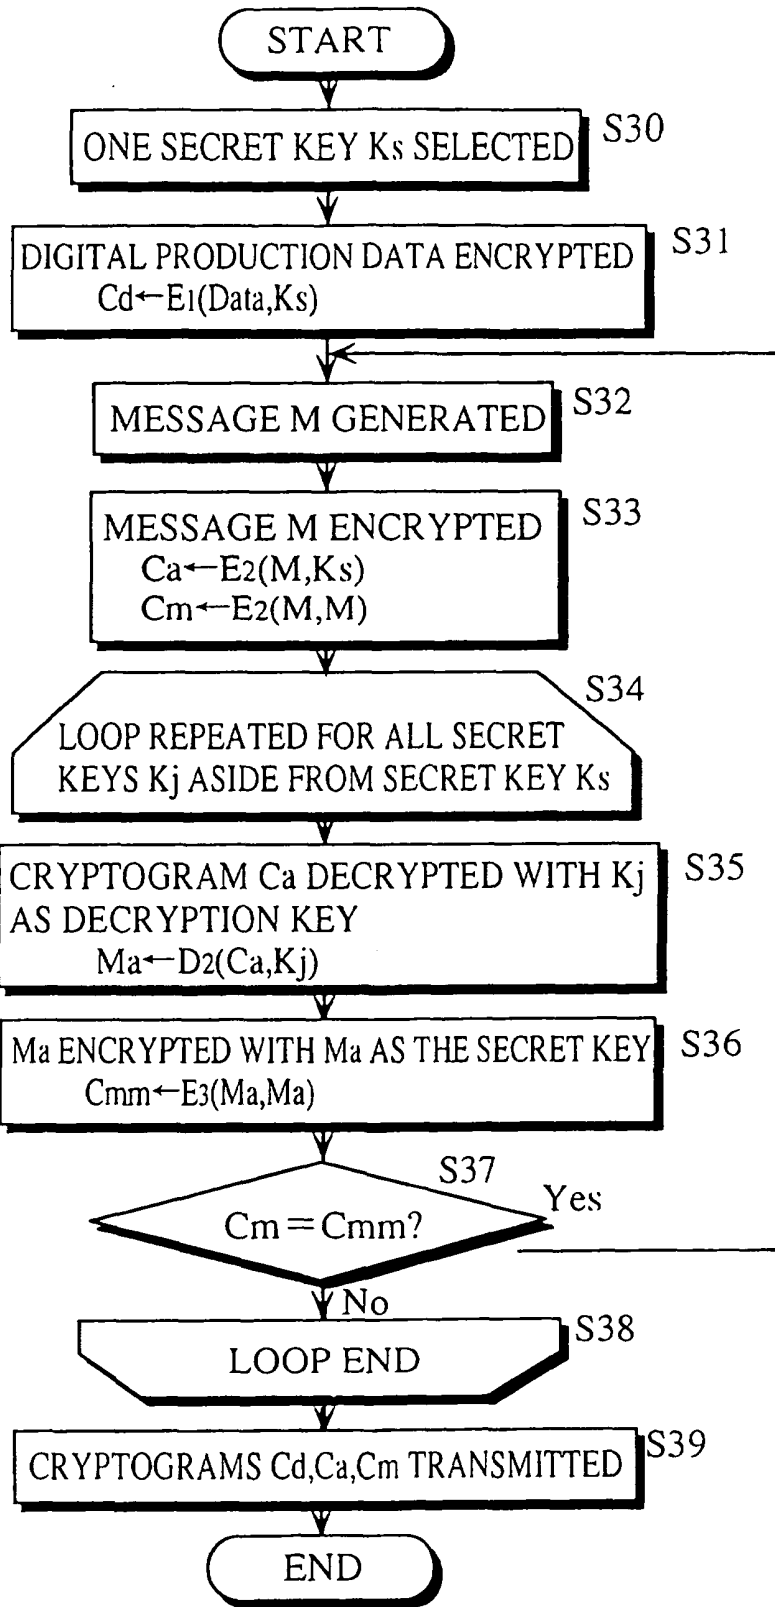 START
ONE SECRET KEY Ks SELECTED
S30
DIGITAL PRODUCTION DATA ENCRYPTED
Cd←E1(Data,Ks)
S31
MESSAGE M GENERATED
S32
MESSAGE M ENCRYPTED
Ca←E2(M,Ks)
Cm←E2(M,M)
S33
S34
LOOP REPEATED FOR ALL SECRET
KEYS Kj ASIDE FROM SECRET KEY Ks
CRYPTOGRAM Ca DECRYPTED WITH Kj
AS DECRYPTION KEY
Ma←D2(Ca,Kj)
S35
Ma ENCRYPTED WITH Ma AS THE SECRET KEY
Cmm←E3(Ma,Ma)
S36
S37
Cm=Cmm?
Yes
No
LOOP END
S38
CRYPTOGRAMS Cd,Ca,Cm TRANSMITTED
S39
END